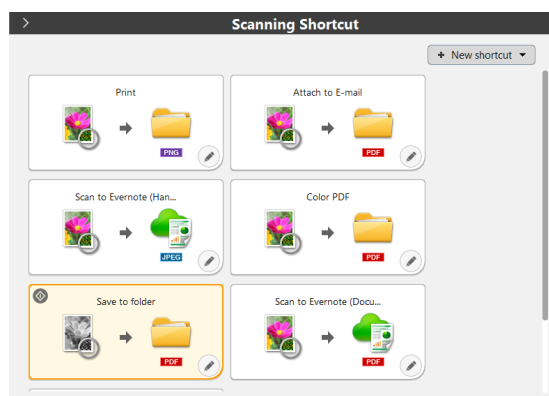 Scanning Shortcut
+ New shortcut
Print
PNG
Attach to E-mail
PDF
Scan to Evernote (Han...
JPEG
Color PDF
PDF
Save to folder
PDF
Scan to Evernote (Docu...
PDF